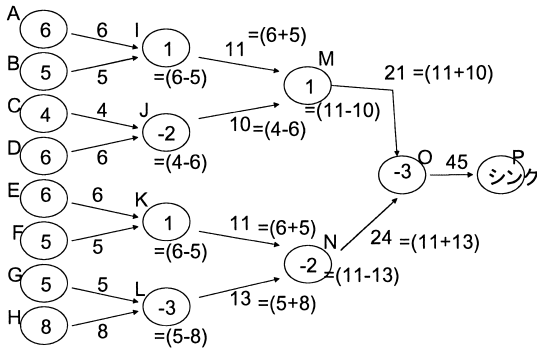 A
6
6
I
1
=(6-5)
B
5
5
C
4
4
J
-2
=(4-6)
D
6
6
E
6
6
K
1
=(6-5)
F
5
5
G
5
5
L
-3
=(5-8)
H
8
8
11 =(6+5)
10 =(4-6)
M
1
=(11-10)
11 =(6+5)
13 =(5+8)
N
-2
=(11-13)
21 =(11+10)
24 =(11+13)
O
-3
45
P
シンク